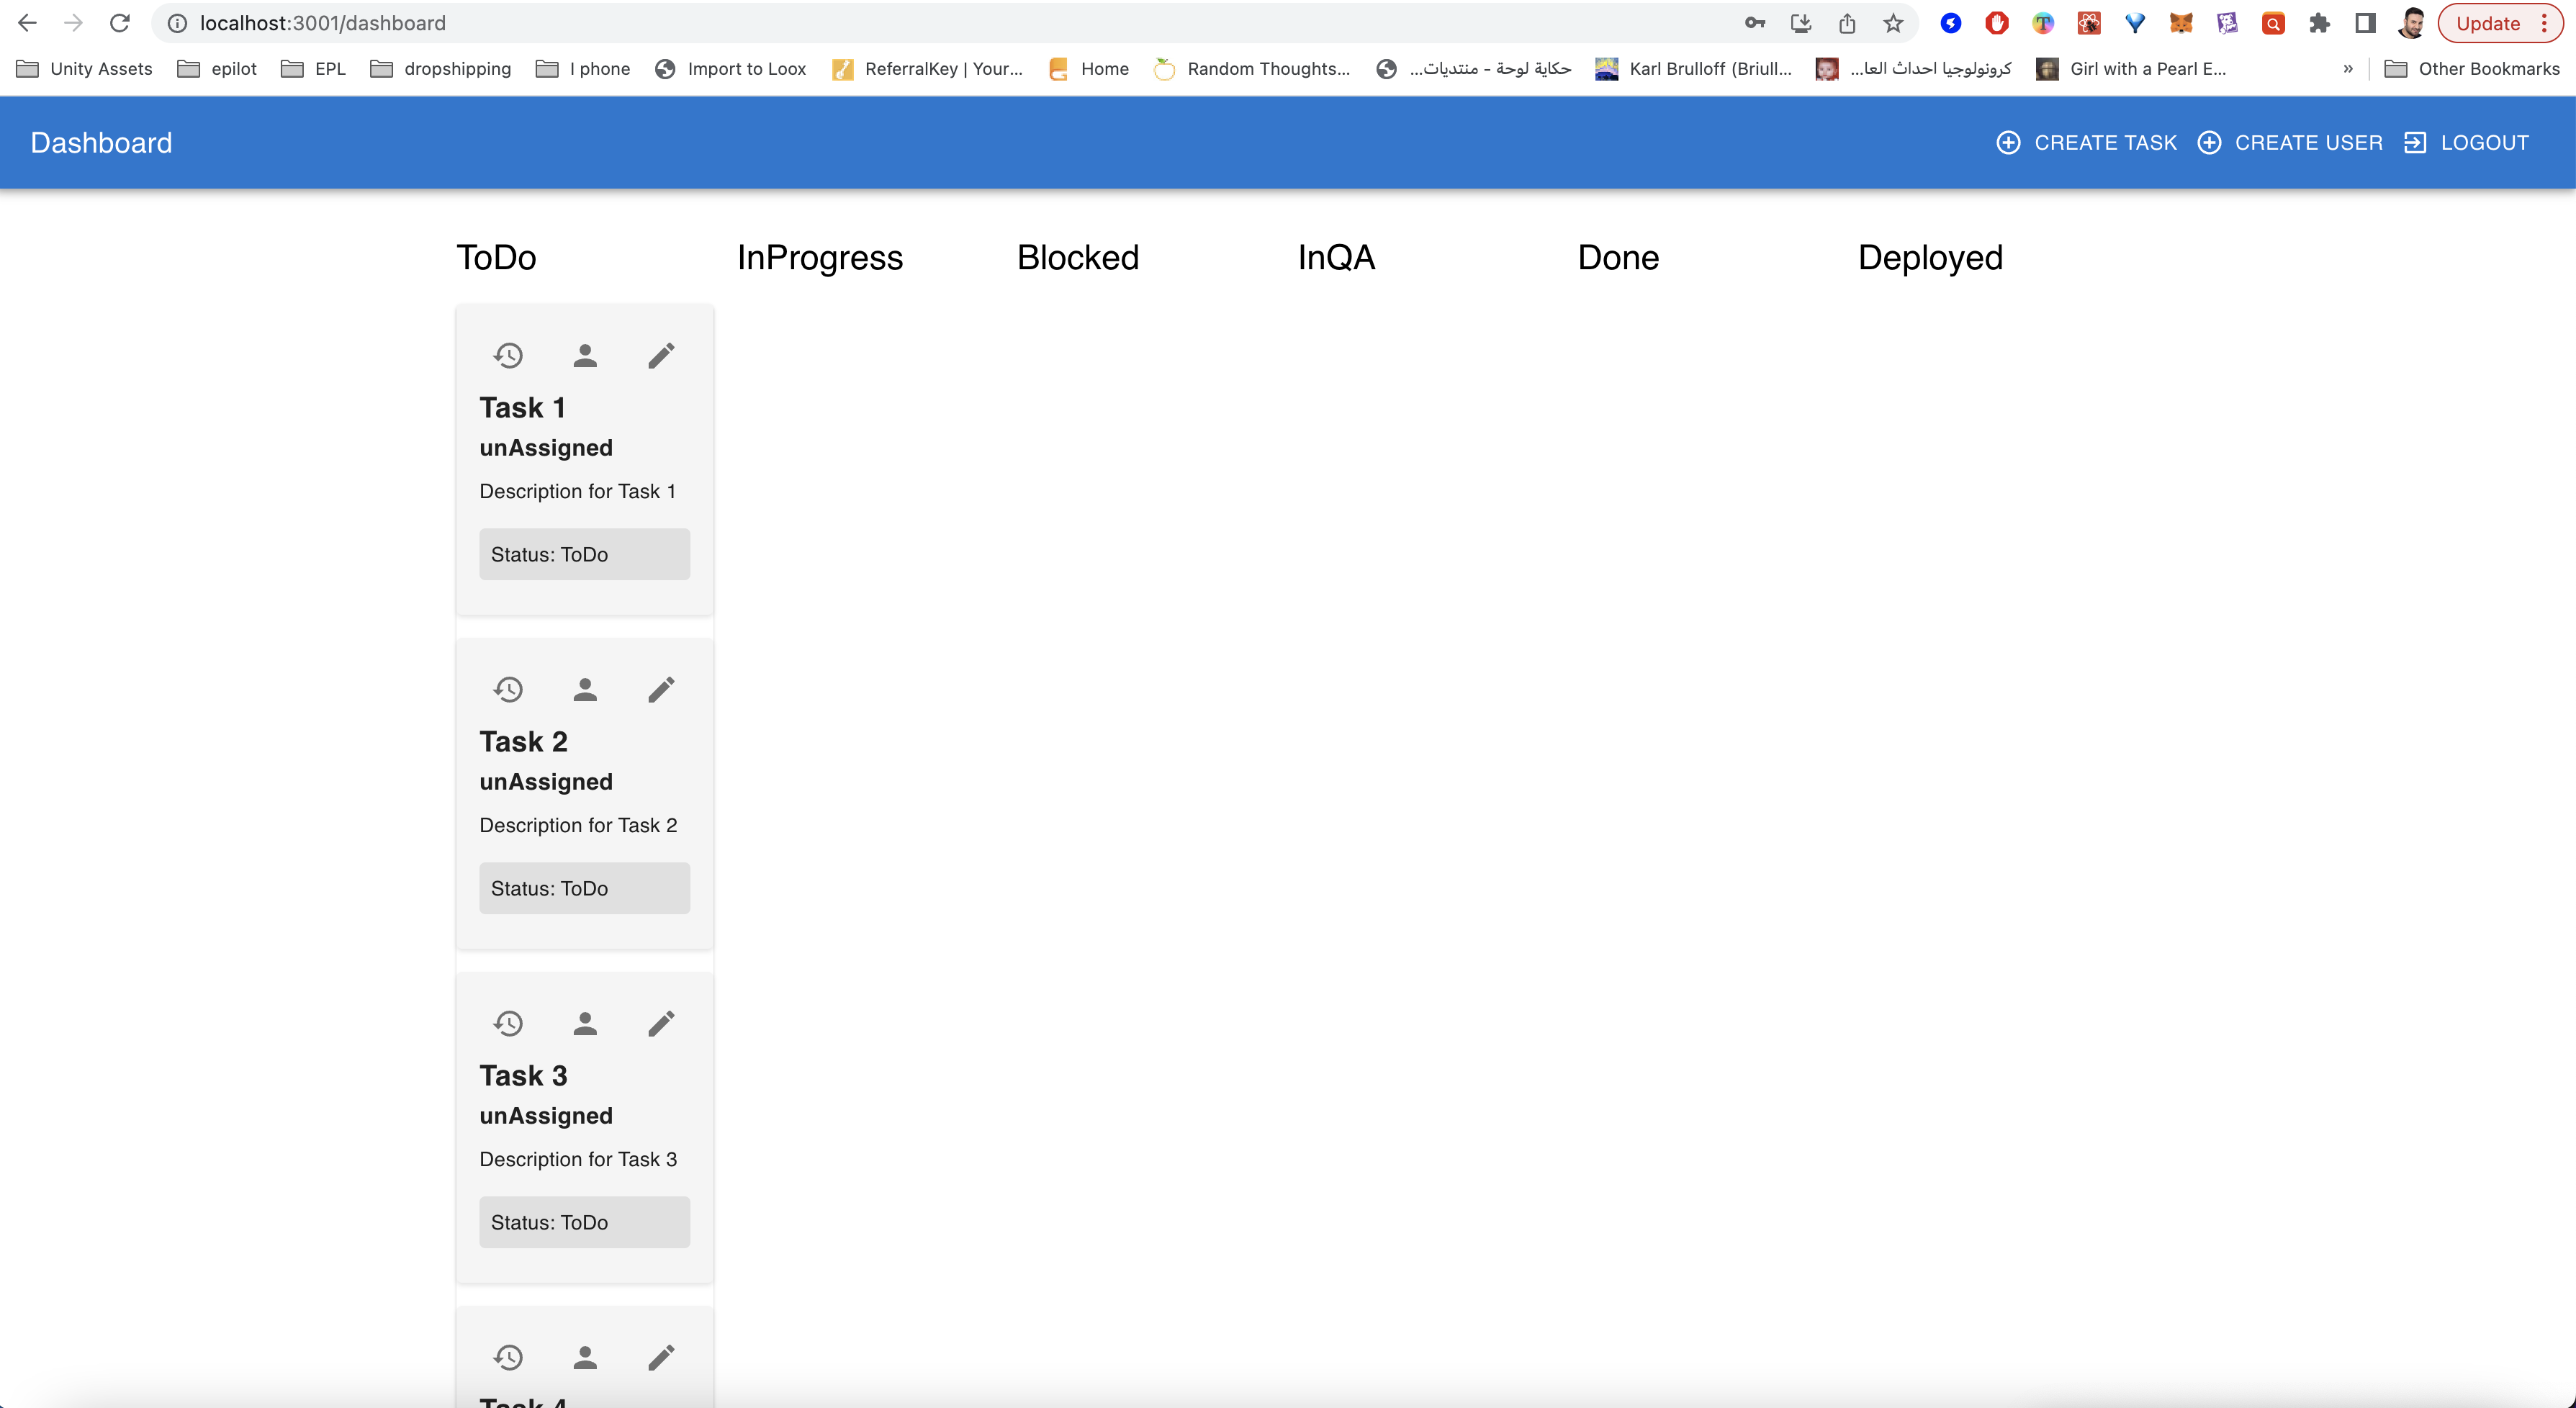 localhost:3001/dashboard
Update
Unity Assets epilot EPL dropshipping I phone Import to Loox ReferralKey | Your... Home Random Thoughts... حكاية لوحة - منتديات... Karl Brulloff (Briull... كرونولوجيا احداث العا... Girl with a Pearl E... » Other Bookmarks
Dashboard CREATE TASK CREATE USER LOGOUT
ToDo InProgress Blocked InQA Done Deployed
Task 1
unAssigned
Description for Task 1
Status: ToDo
Task 2
unAssigned
Description for Task 2
Status: ToDo
Task 3
unAssigned
Description for Task 3
Status: ToDo
Task 4